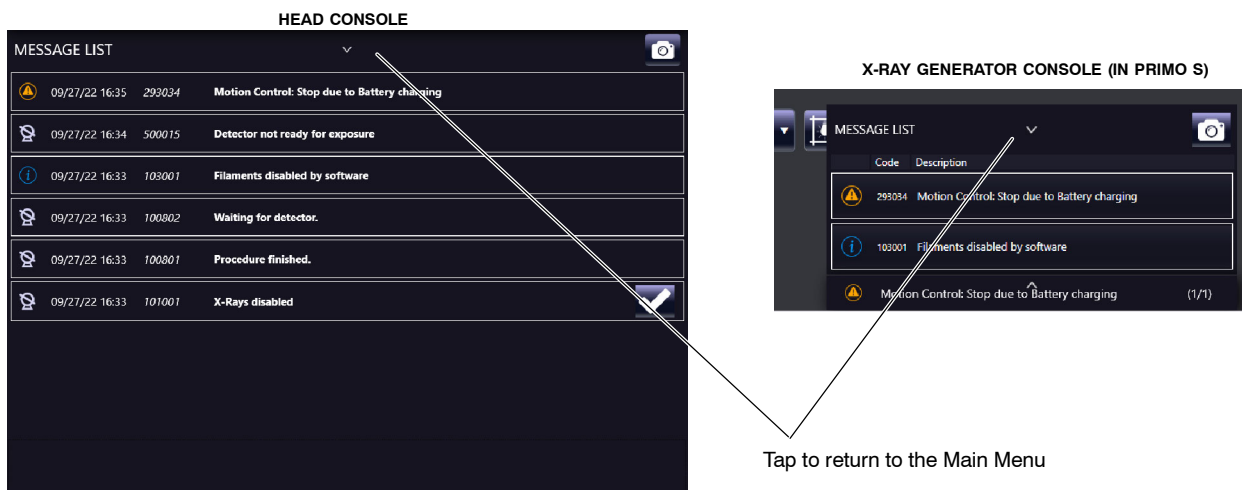 HEAD CONSOLE
MESSAGE LIST
09/27/22 16:35 293034 Motion Control: Stop due to Battery charging
09/27/22 16:34 500015 Detector not ready for exposure
09/27/22 16:33 103001 Filaments disabled by software
09/27/22 16:33 100802 Waiting for detector.
09/27/22 16:33 100801 Procedure finished.
09/27/22 16:33 101001 X-Rays disabled
X-RAY GENERATOR CONSOLE (IN PRIMO S)
MESSAGE LIST
Code Description
293034 Motion Control: Stop due to Battery charging
103001 Filaments disabled by software
Motion Control: Stop due to Battery charging (1/1)
Tap to return to the Main Menu